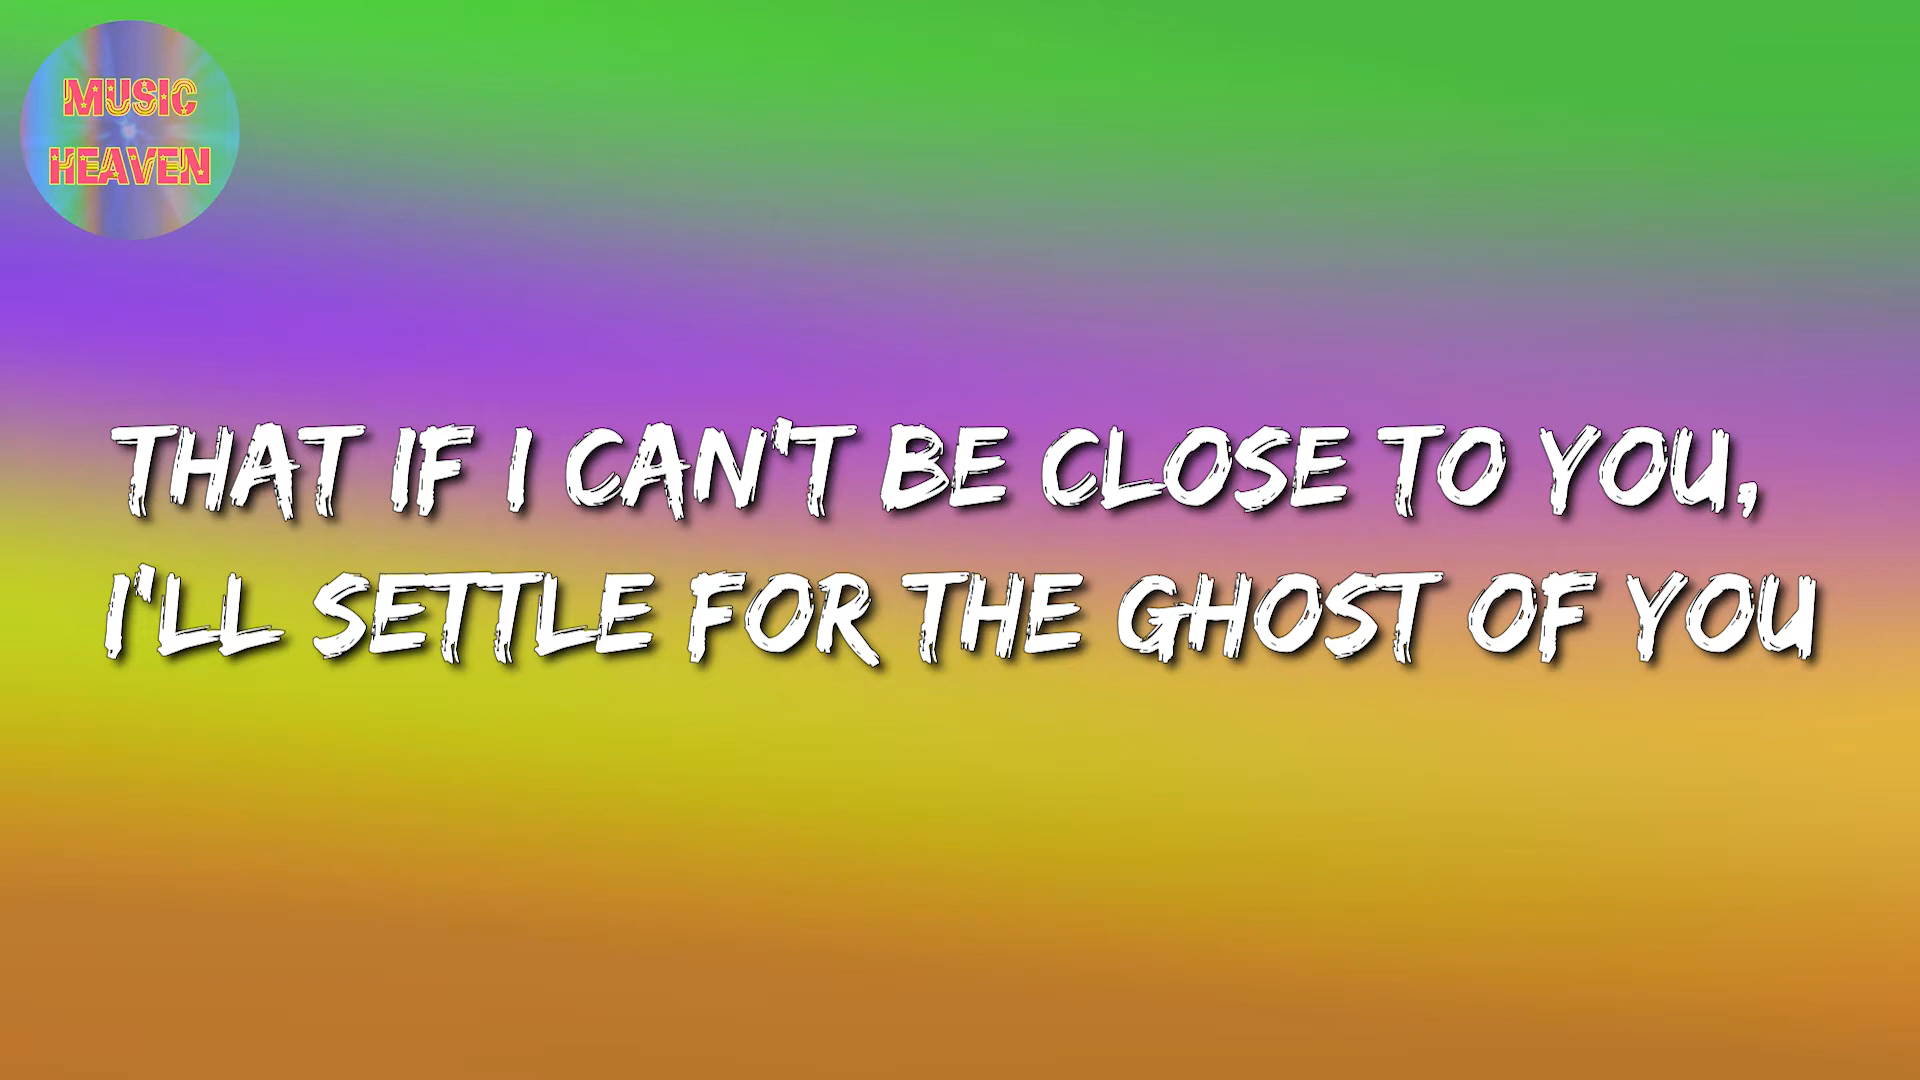 MUSIC
HEAVEN
THAT IF I CAN'T BE CLOSE TO YOU,
I'LL SETTLE FOR THE GHOST OF YOU